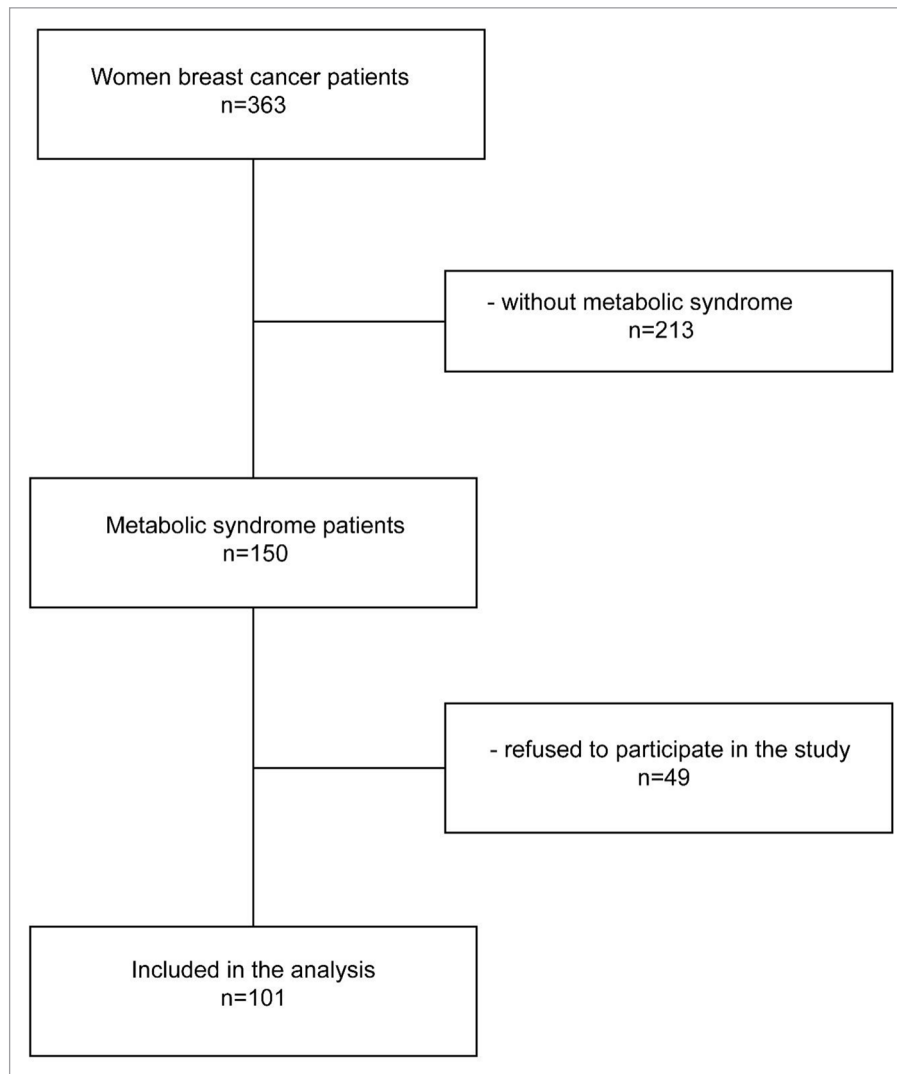 Women breast cancer patients
n=363
- without metabolic syndrome
n=213
Metabolic syndrome patients
n=150
- refused to participate in the study
n=49
Included in the analysis
n=101